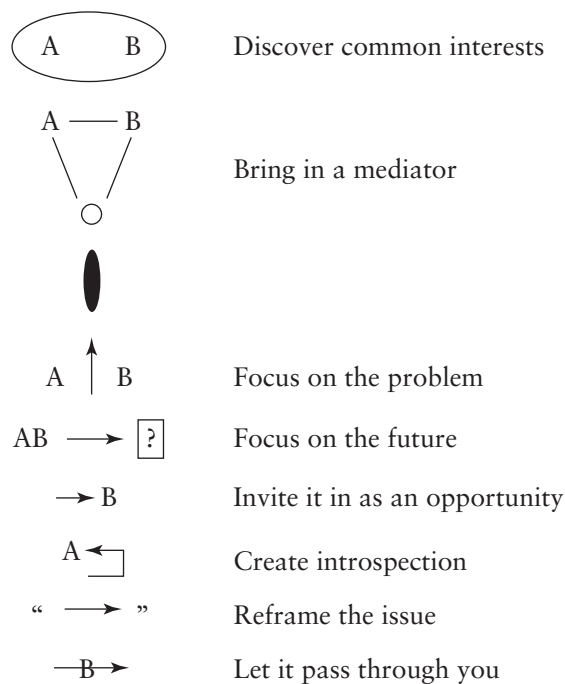 A B Discover common interests
A B
Bring in a mediator
A B Focus on the problem
AB ? Focus on the future
B Invite it in as an opportunity
A Create introspection
“ ” Reframe the issue
B Let it pass through you